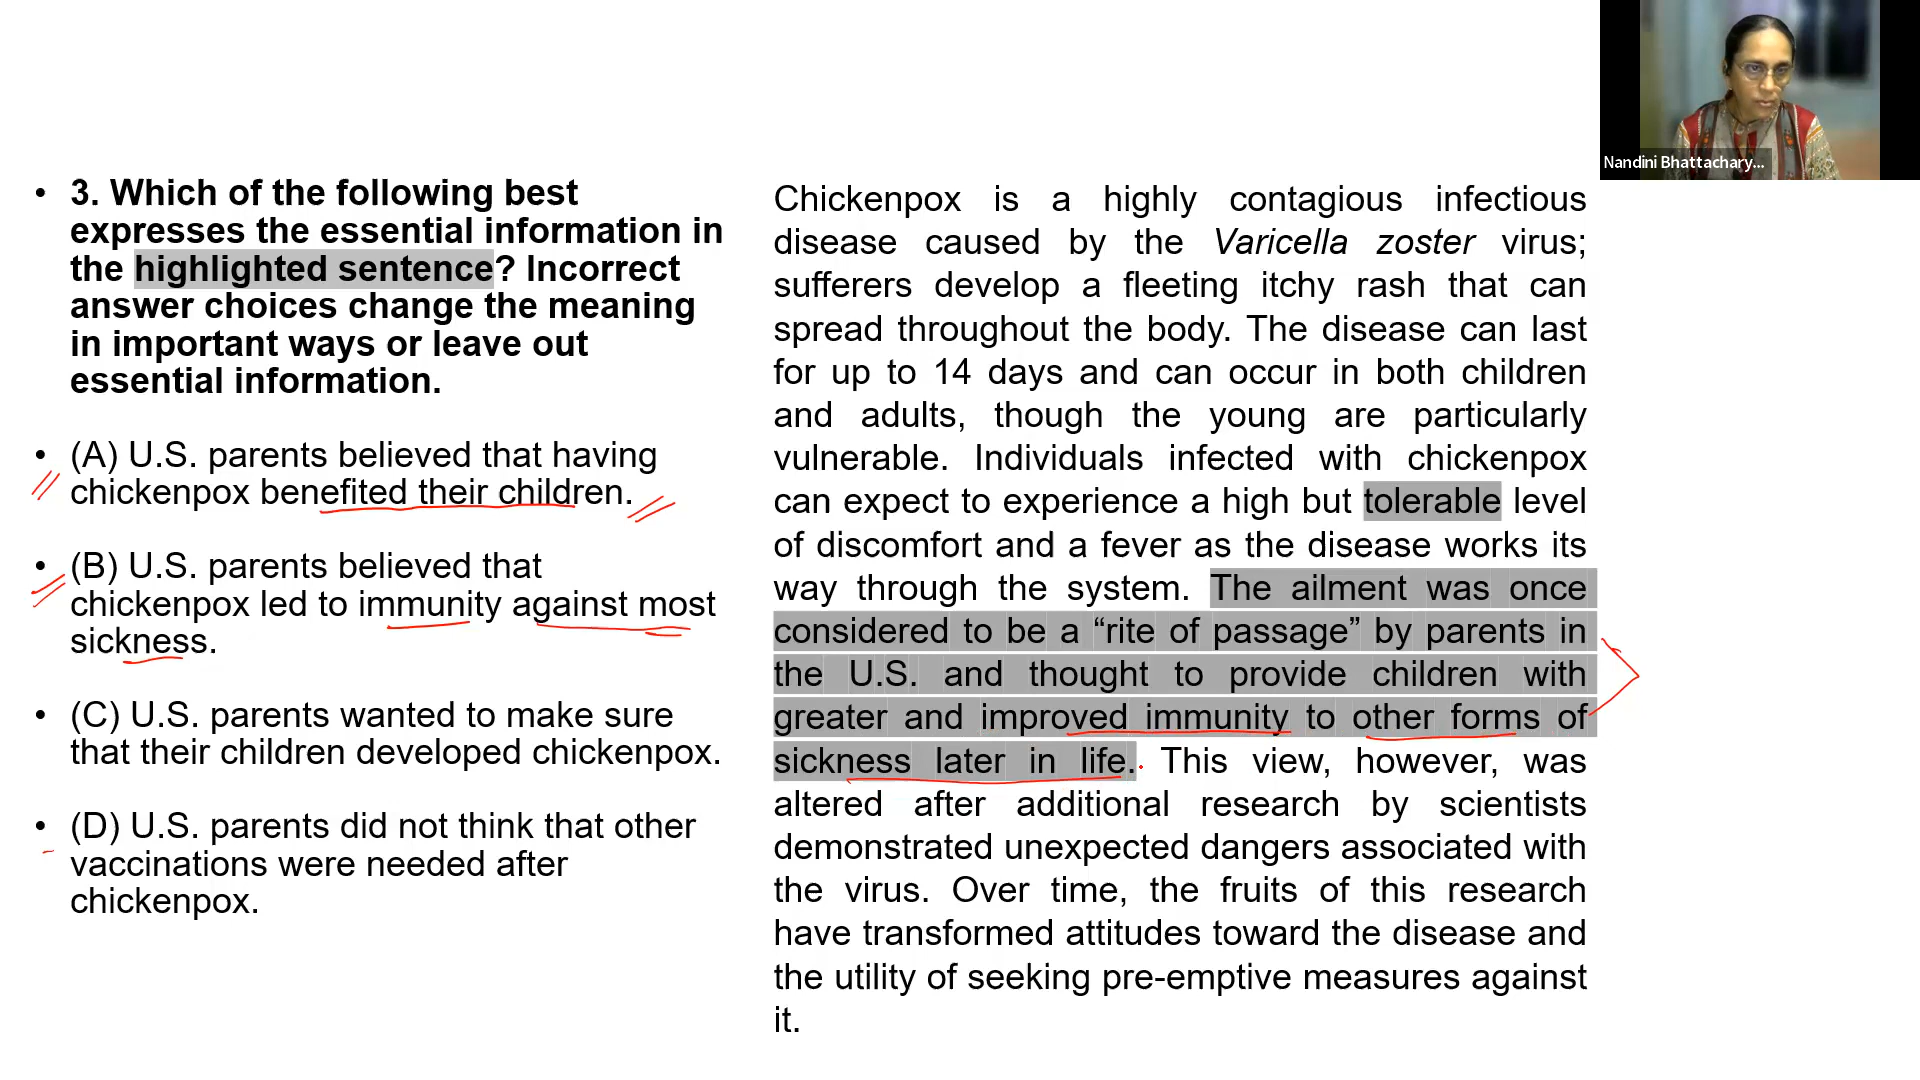 Nandini Bhattachary...
• 3. Which of the following best
expresses the essential information in
the highlighted sentence? Incorrect
answer choices change the meaning
in important ways or leave out
essential information.
• (A) U.S. parents believed that having
chickenpox benefited their children.
• (B) U.S. parents believed that
chickenpox led to immunity against most
sickness.
• (C) U.S. parents wanted to make sure
that their children developed chickenpox.
• (D) U.S. parents did not think that other
vaccinations were needed after
chickenpox.
Chickenpox is a highly contagious infectious
disease caused by the Varicella zoster virus;
sufferers develop a fleeting itchy rash that can
spread throughout the body. The disease can last
for up to 14 days and can occur in both children
and adults, though the young are particularly
vulnerable. Individuals infected with chickenpox
can expect to experience a high but tolerable level
of discomfort and a fever as the disease works its
way through the system. The ailment was once
considered to be a “rite of passage” by parents in
the U.S. and thought to provide children with
greater and improved immunity to other forms of
sickness later in life. This view, however, was
altered after additional research by scientists
demonstrated unexpected dangers associated with
the virus. Over time, the fruits of this research
have transformed attitudes toward the disease and
the utility of seeking pre-emptive measures against
it.